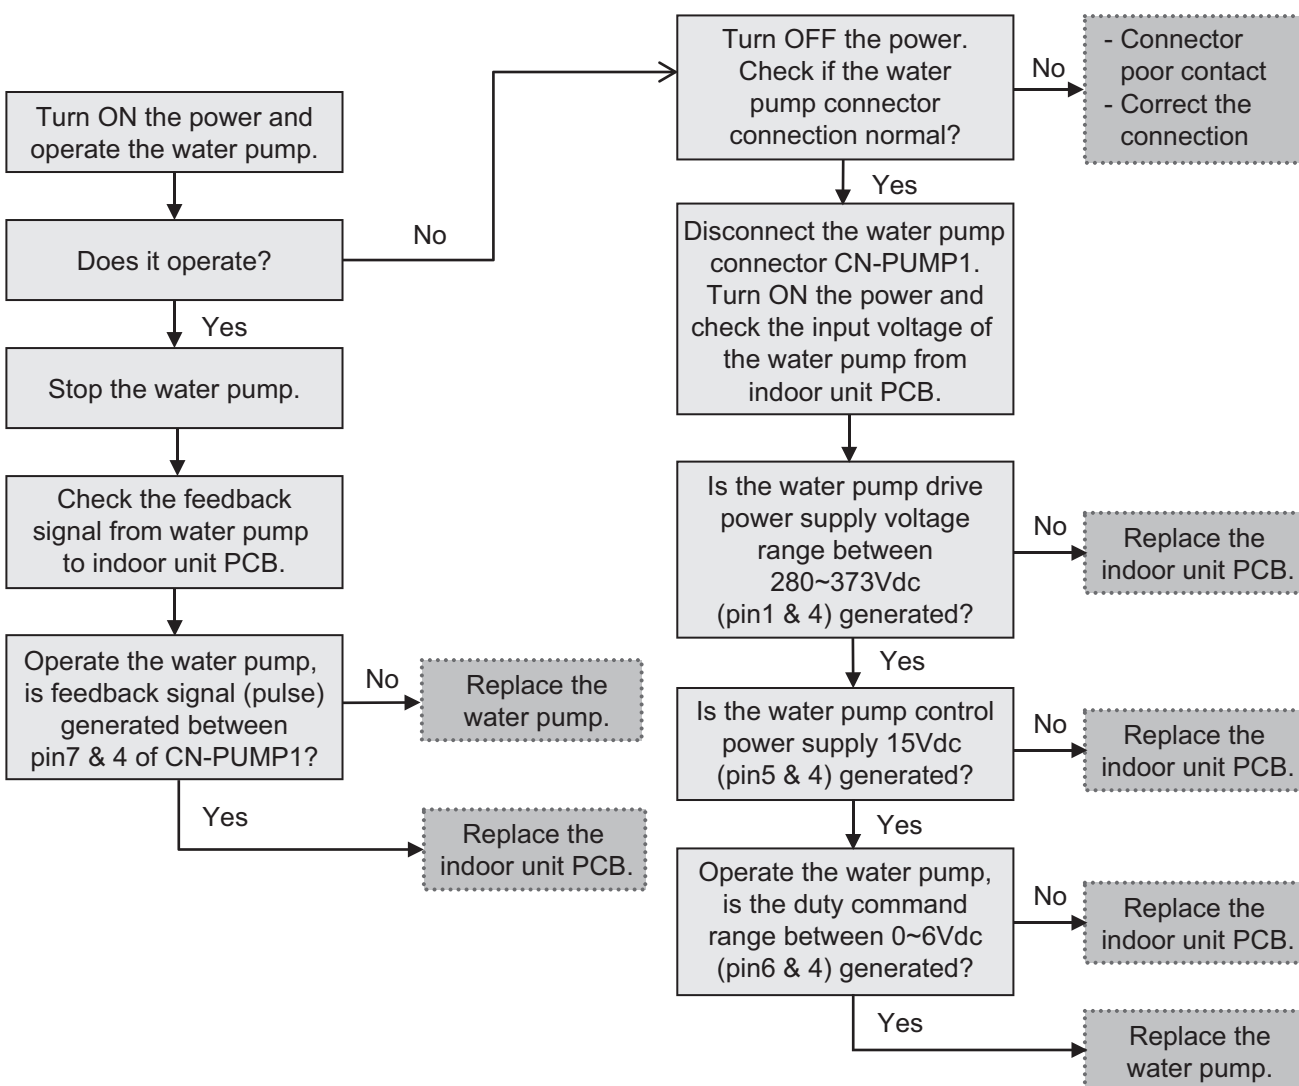 Turn ON the power and
operate the water pump.
Does it operate?
No
Yes
Stop the water pump.
Check the feedback
signal from water pump
to indoor unit PCB.
Operate the water pump,
is feedback signal (pulse)
generated between
pin7 & 4 of CN-PUMP1?
No
Replace the
water pump.
Yes
Replace the
indoor unit PCB.
Turn OFF the power.
Check if the water
pump connector
connection normal?
No
- Connector
poor contact
- Correct the
connection
Yes
Disconnect the water pump
connector CN-PUMP1.
Turn ON the power and
check the input voltage of
the water pump from
indoor unit PCB.
Is the water pump drive
power supply voltage
range between
280~373Vdc
(pin1 & 4) generated?
No
Replace the
indoor unit PCB.
Yes
Is the water pump control
power supply 15Vdc
(pin5 & 4) generated?
No
Replace the
indoor unit PCB.
Yes
Operate the water pump,
is the duty command
range between 0~6Vdc
(pin6 & 4) generated?
No
Replace the
indoor unit PCB.
Yes
Replace the
water pump.